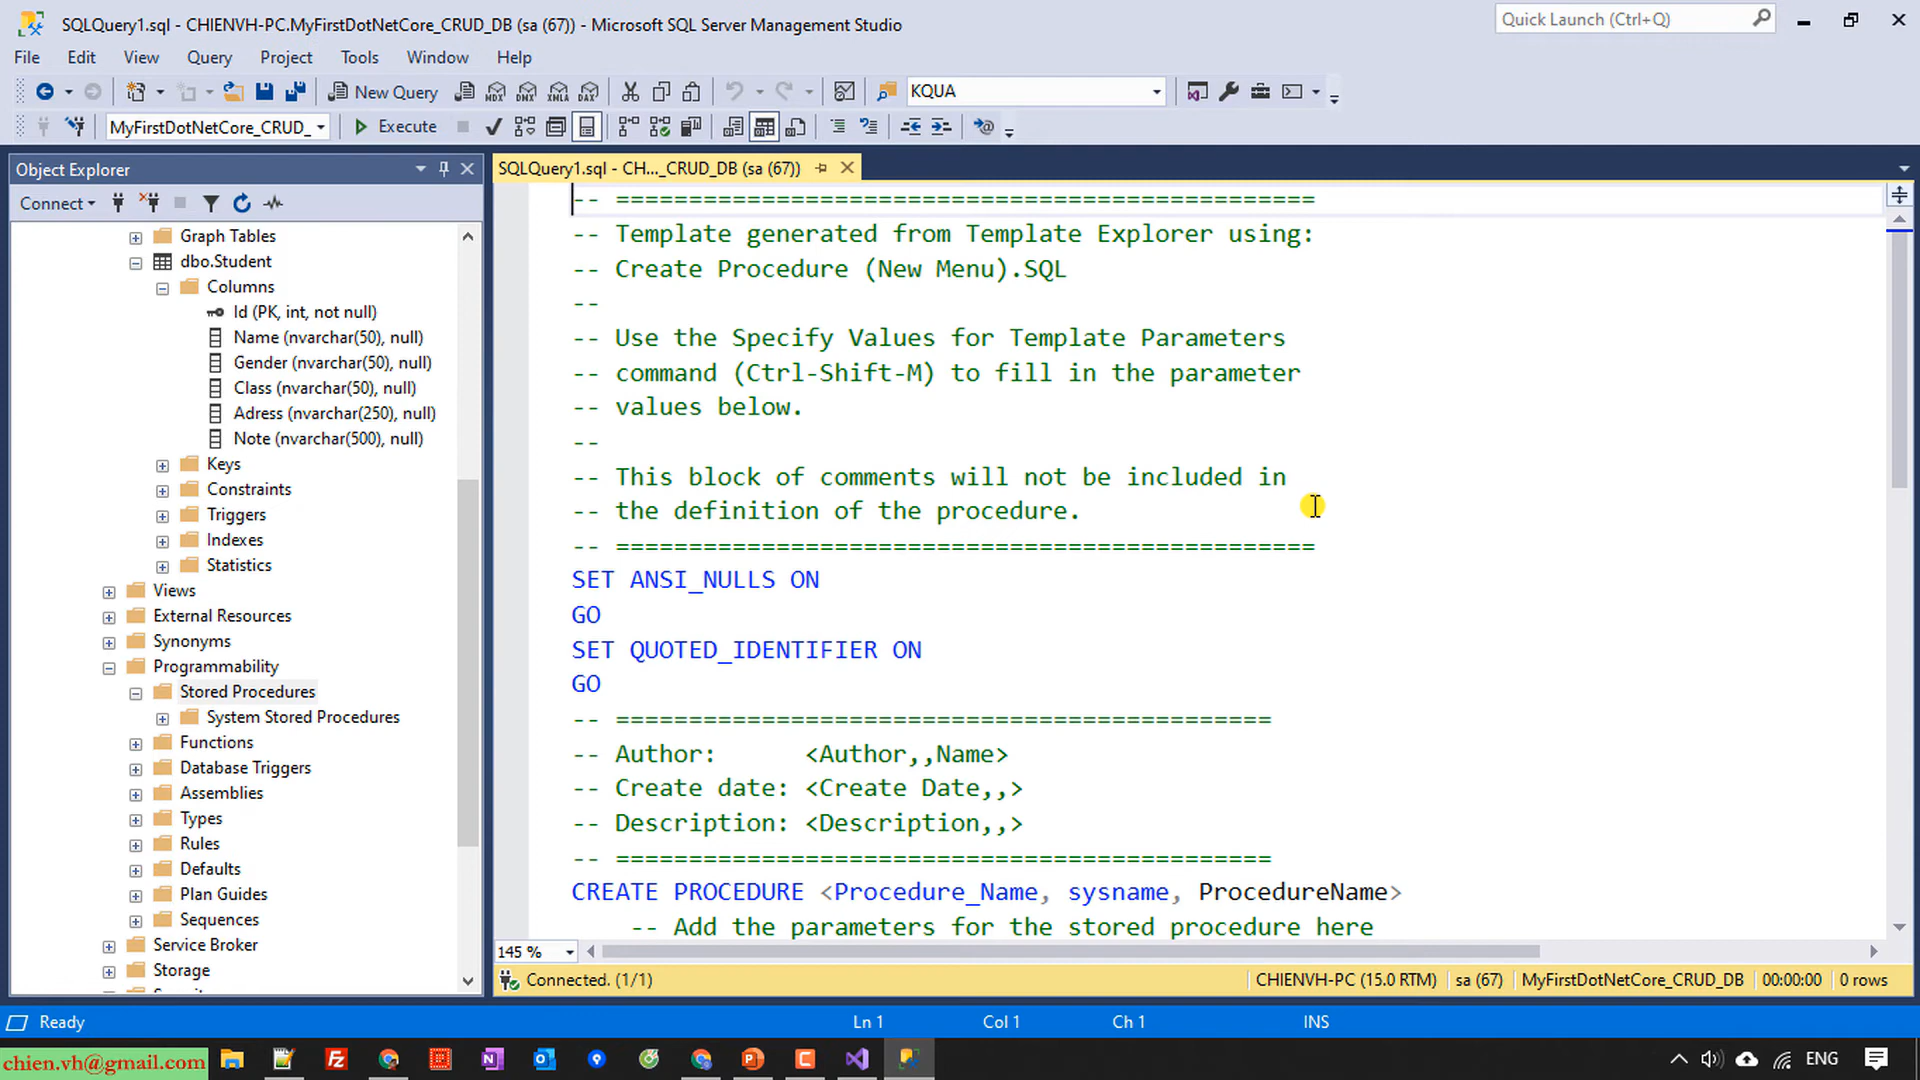 SQLQuery1.sql - CHIENVH-PC.MyFirstDotNetCore_CRUD_DB (sa (67)) - Microsoft SQL Server Management Studio
Quick Launch (Ctrl+Q)
File Edit View Query Project Tools Window Help
New Query
MDX DMX XMLA DAX
KQUA
MyFirstDotNetCore_CRUD_
Execute
Object Explorer
Connect
Graph Tables
dbo.Student
Columns
Id (PK, int, not null)
Name (nvarchar(50), null)
Gender (nvarchar(50), null)
Class (nvarchar(50), null)
Adress (nvarchar(250), null)
Note (nvarchar(500), null)
Keys
Constraints
Triggers
Indexes
Statistics
Views
External Resources
Synonyms
Programmability
Stored Procedures
System Stored Procedures
Functions
Database Triggers
Assemblies
Types
Rules
Defaults
Plan Guides
Sequences
Service Broker
Storage
SQLQuery1.sql - CH..._CRUD_DB (sa (67))
-- ================================================
-- Template generated from Template Explorer using:
-- Create Procedure (New Menu).SQL
--
-- Use the Specify Values for Template Parameters
-- command (Ctrl-Shift-M) to fill in the parameter
-- values below.
--
-- This block of comments will not be included in
-- the definition of the procedure.
-- ================================================
SET ANSI_NULLS ON
GO
SET QUOTED_IDENTIFIER ON
GO
-- =============================================
-- Author: <Author,,Name>
-- Create date: <Create Date,,>
-- Description: <Description,,>
-- =============================================
CREATE PROCEDURE <Procedure_Name, sysname, ProcedureName>
-- Add the parameters for the stored procedure here
145 %
Connected. (1/1)
CHIENVH-PC (15.0 RTM) sa (67) MyFirstDotNetCore_CRUD_DB 00:00:00 0 rows
Ready
Ln 1 Col 1 Ch 1 INS
chien.vh@gmail.com
ENG